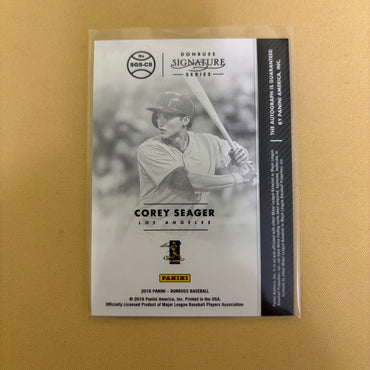 No.
SGS-CS
DONRUSS
SIGNATURE
SERIES
COREY SEAGER
LOS ANGELES
PANINI
2016 PANINI – DONRUSS BASEBALL
© 2016 Panini America, Inc. Printed in the USA.
Officially Licensed Product of Major League Baseball Players Association
THE AUTOGRAPH IS GUARANTEED
BY PANINI AMERICA, INC.